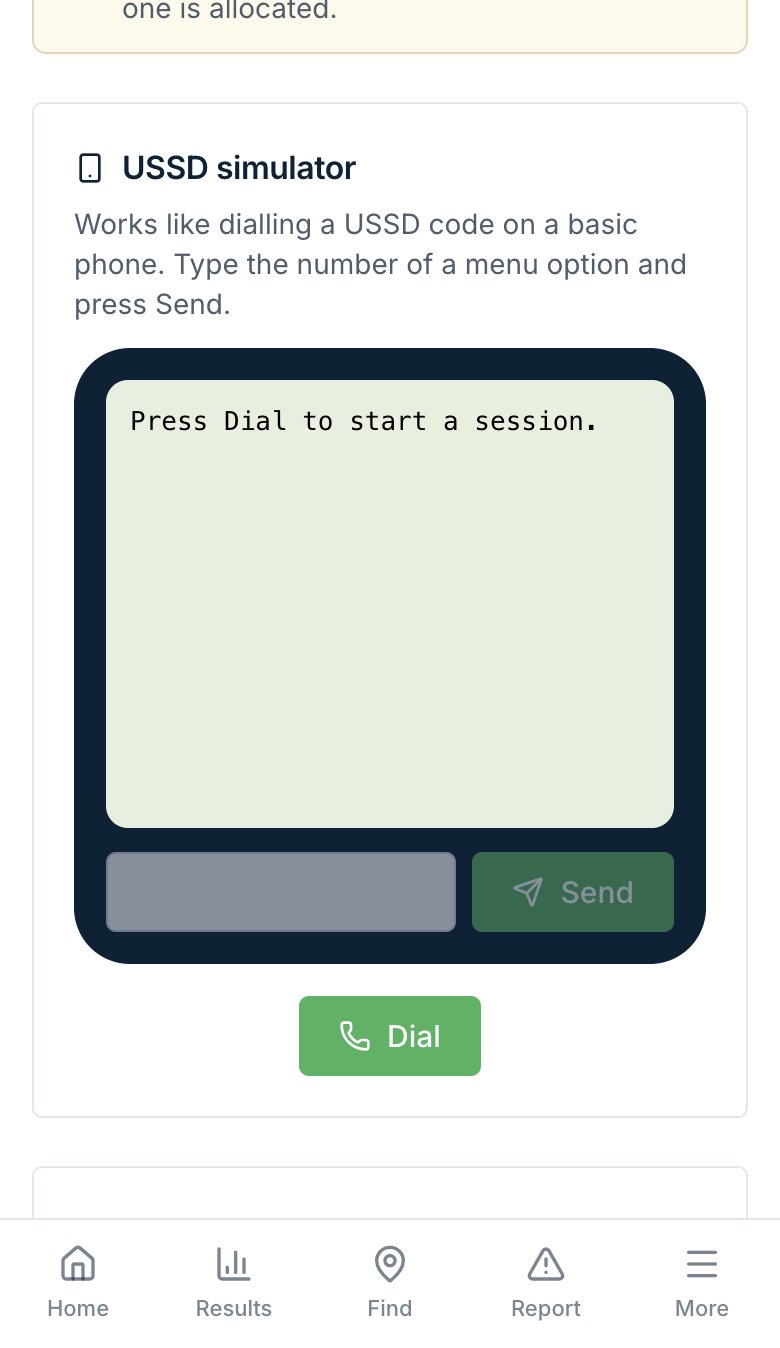 one is allocated.
USSD simulator
Works like dialling a USSD code on a basic
phone. Type the number of a menu option and
press Send.
Press Dial to start a session.
Send
Dial
Home
Results
Find
Report
More